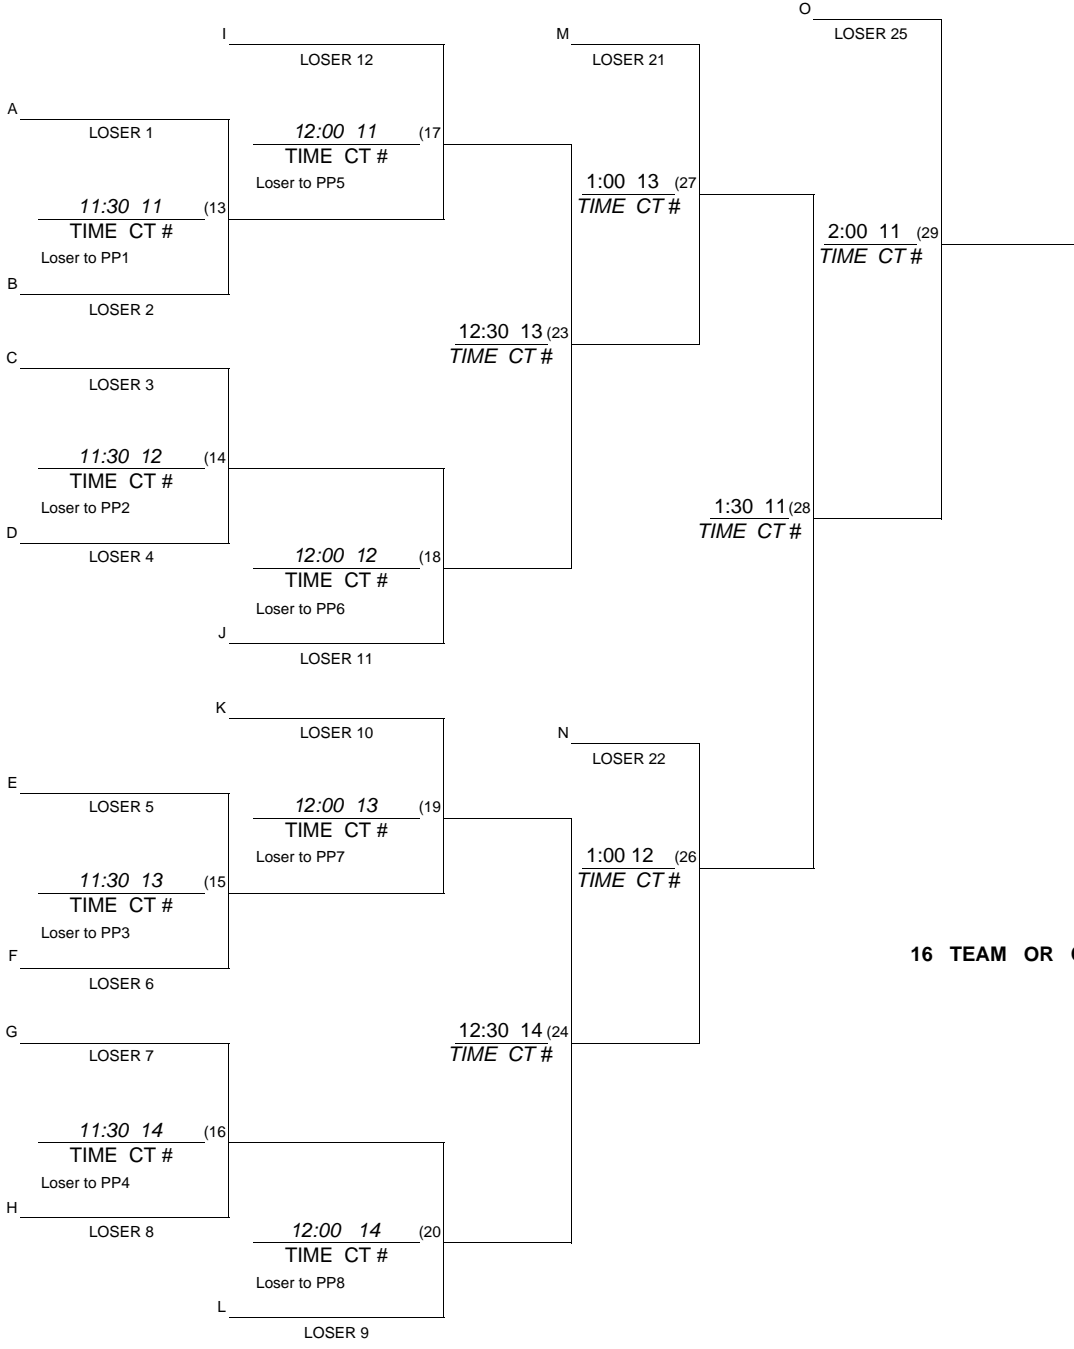 O
LOSER 25
I
LOSER 12
M
LOSER 21
A
LOSER 1
12:00 11 (17
TIME CT #
Loser to PP5
1:00 13 (27
TIME CT #
11:30 11 (13
TIME CT #
Loser to PP1
2:00 11 (29
TIME CT #
B
LOSER 2
12:30 13 (23
TIME CT #
C
LOSER 3
11:30 12 (14
TIME CT #
Loser to PP2
1:30 11 (28
TIME CT #
D
LOSER 4
12:00 12 (18
TIME CT #
Loser to PP6
J
LOSER 11
K
LOSER 10
N
LOSER 22
E
LOSER 5
12:00 13 (19
TIME CT #
Loser to PP7
1:00 12 (26
TIME CT #
11:30 13 (15
TIME CT #
Loser to PP3
F
LOSER 6
16 TEAM OR
G
LOSER 7
12:30 14 (24
TIME CT #
11:30 14 (16
TIME CT #
Loser to PP4
H
LOSER 8
12:00 14 (20
TIME CT #
Loser to PP8
L
LOSER 9